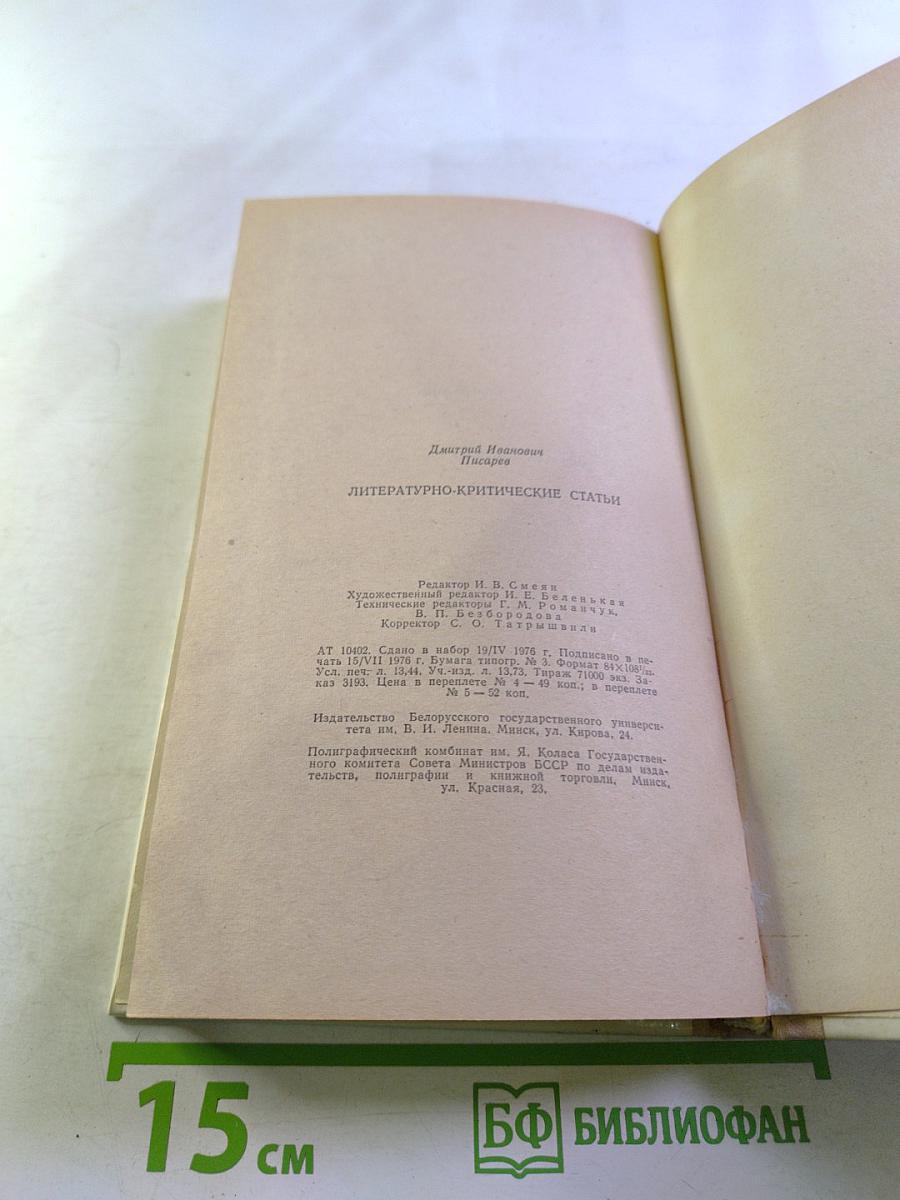 Дмитрий Иванович
Писарев
ЛИТЕРАТУРНО-КРИТИЧЕСКИЕ СТАТЬИ
Редактор И. В. Смеян
Художественный редактор И. Е. Беленькая
Технические редакторы Г. М. Романчук,
В. П. Безбородова
Корректор С. О. Татрышвили
АТ 10402. Сдано в набор 19/IV 1976 г. Подписано в пе-
чать 15/VII 1976 г. Бумага типогр. № 3. Формат 84×108¹/₃₂.
Усл. печ. л. 13,44. Уч.-изд. л. 13,73. Тираж 71000 экз. За-
каз 3193. Цена в переплете № 4 — 49 коп.; в переплете
№ 5 — 52 коп.
Издательство Белорусского государственного универси-
тета им. В. И. Ленина. Минск, ул. Кирова, 24.
Полиграфический комбинат им. Я. Коласа Государствен-
ного комитета Совета Министров БССР по делам изда-
тельств, полиграфии и книжной торговли. Минск,
ул. Красная, 23.
15 см
БФ БИБЛИОФАН